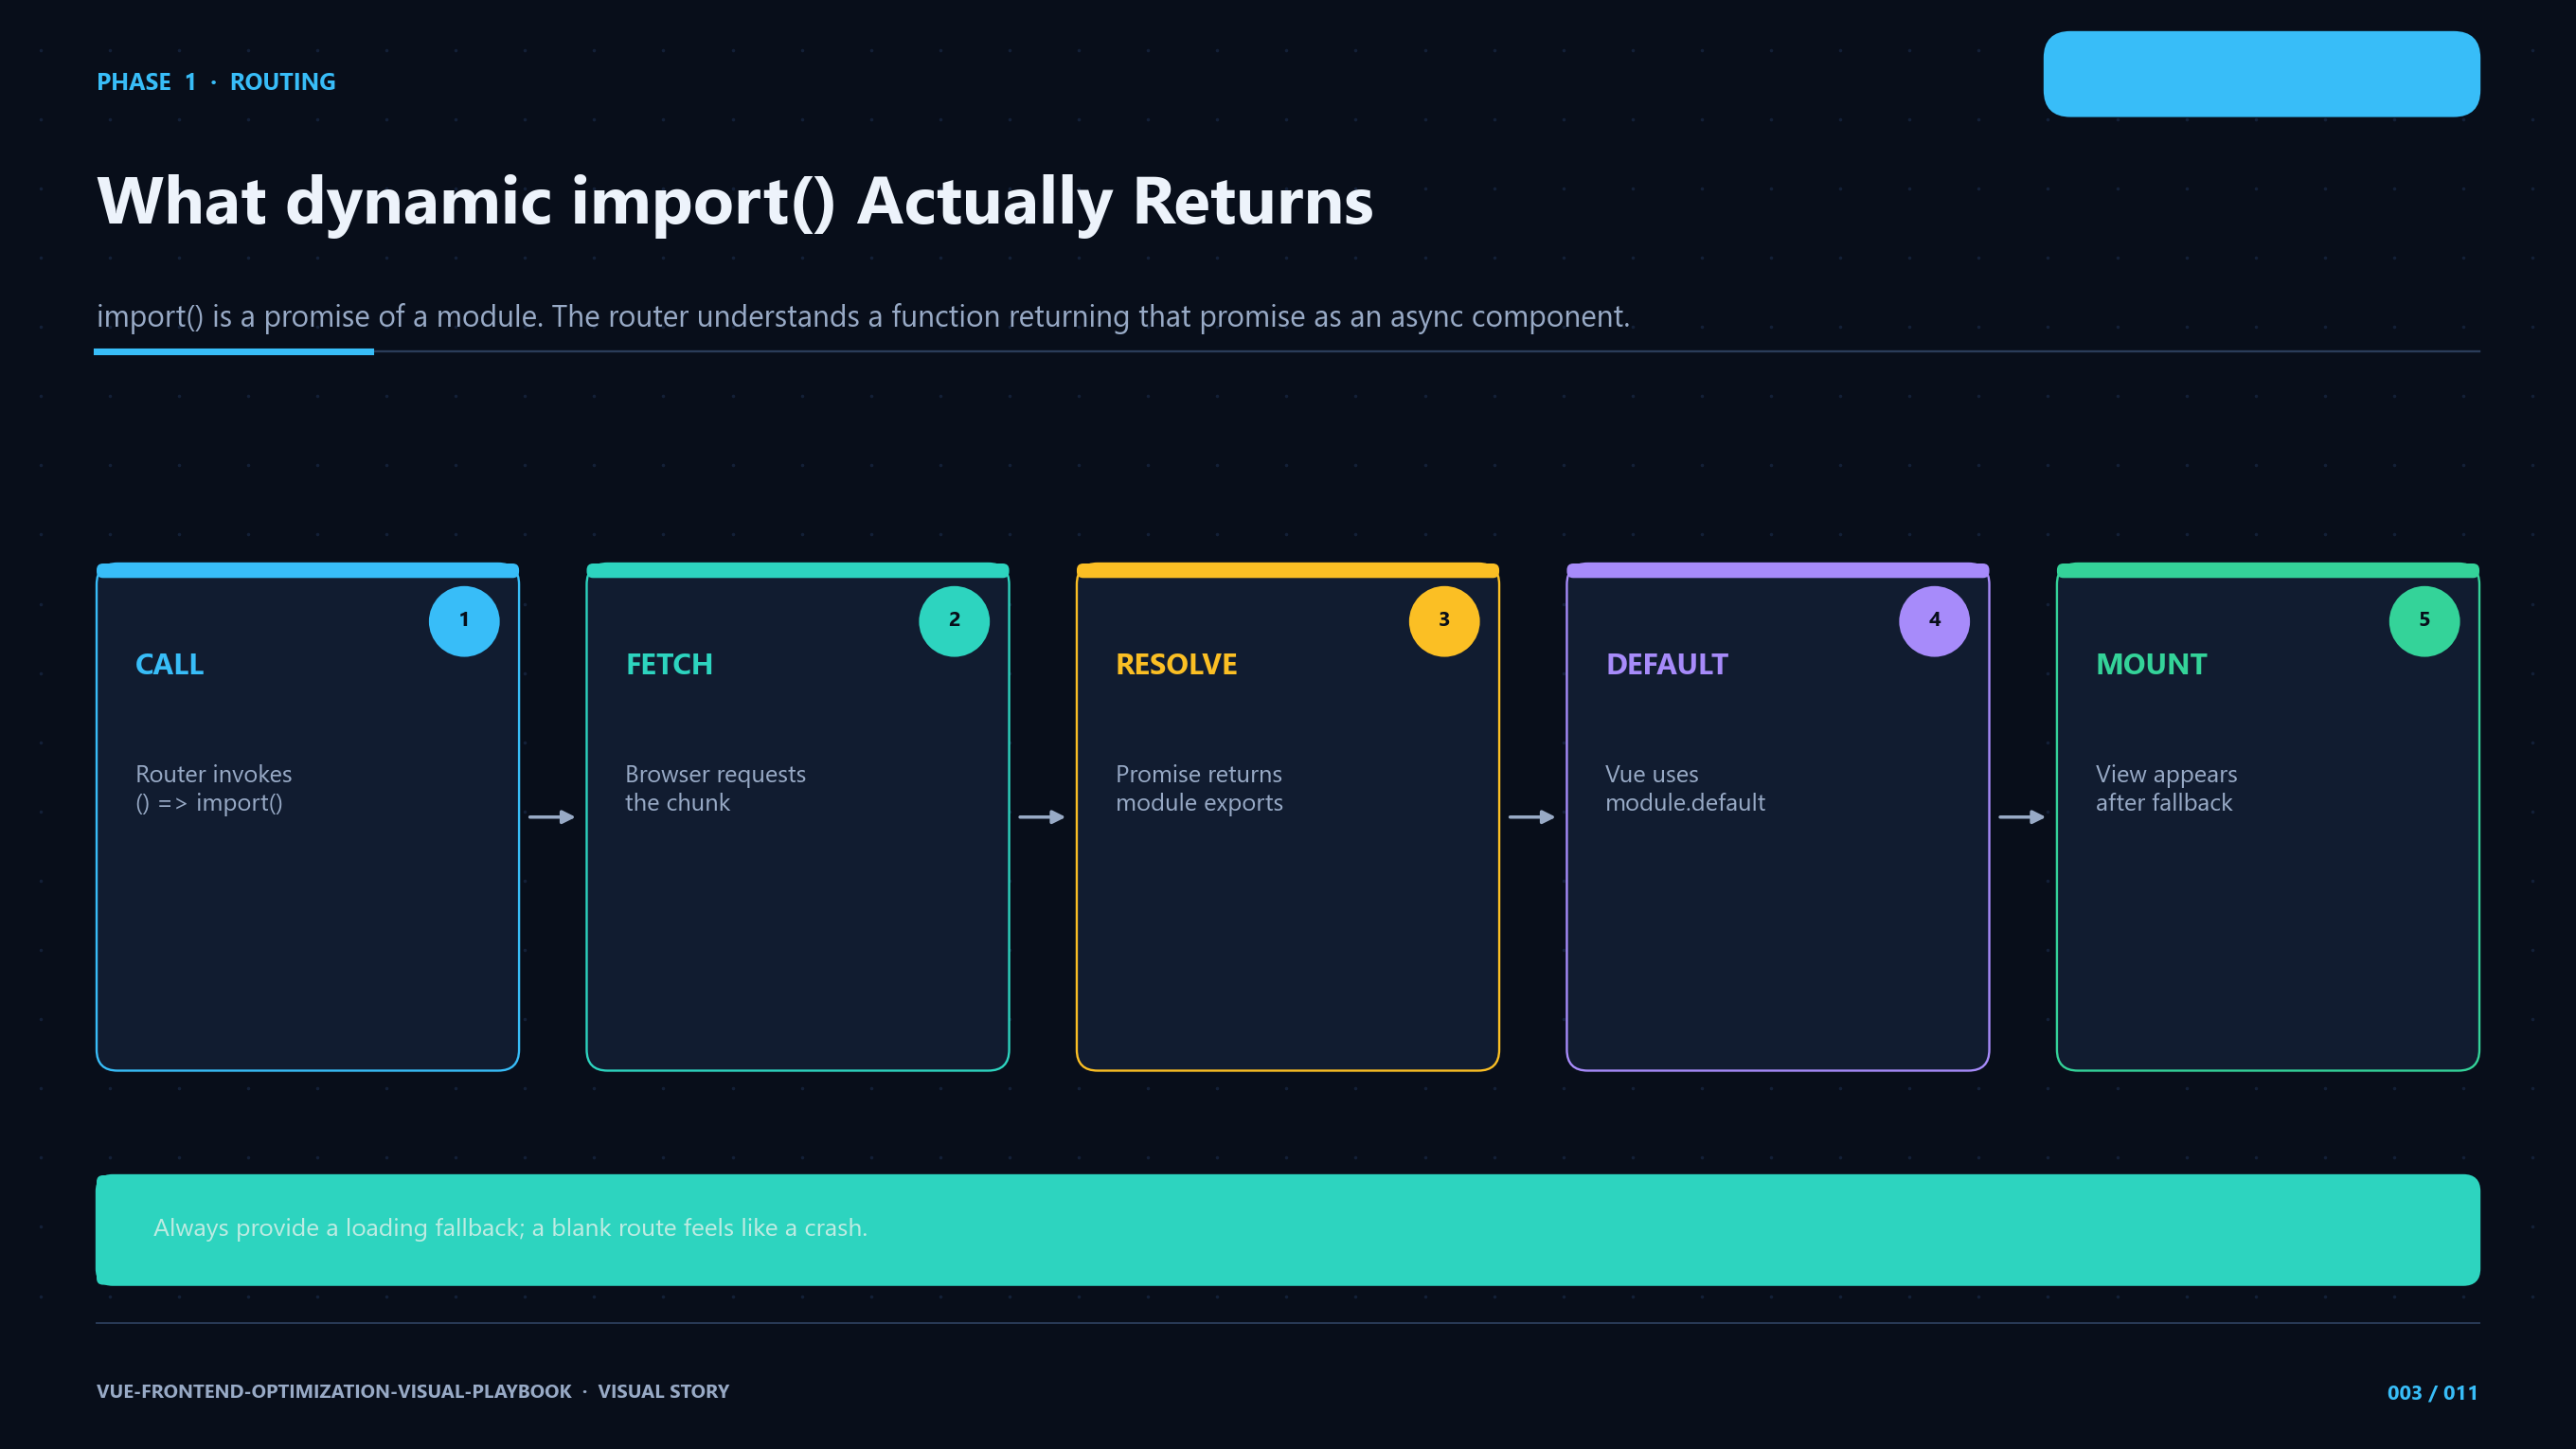 PHASE 1 · ROUTING
What dynamic import() Actually Returns
import() is a promise of a module. The router understands a function returning that promise as an async component.
1
CALL
Router invokes
() => import()
2
FETCH
Browser requests
the chunk
3
RESOLVE
Promise returns
module exports
4
DEFAULT
Vue uses
module.default
5
MOUNT
View appears
after fallback
Always provide a loading fallback; a blank route feels like a crash.
VUE-FRONTEND-OPTIMIZATION-VISUAL-PLAYBOOK · VISUAL STORY
003 / 011